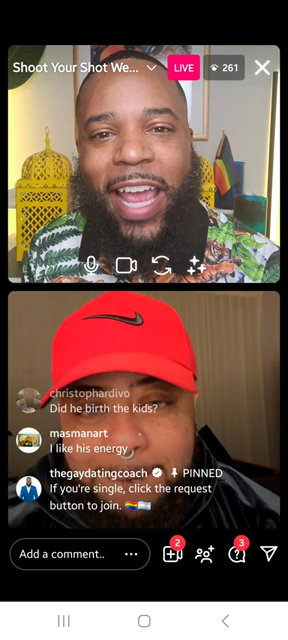 Shoot Your Shot We...
LIVE
261
christophardivo
Did he birth the kids?
masmanart
I like his energy
thegaydatingcoach PINNED
If you're single, click the request
button to join. 🏳️‍🌈
2
3
Add a comment.. ...